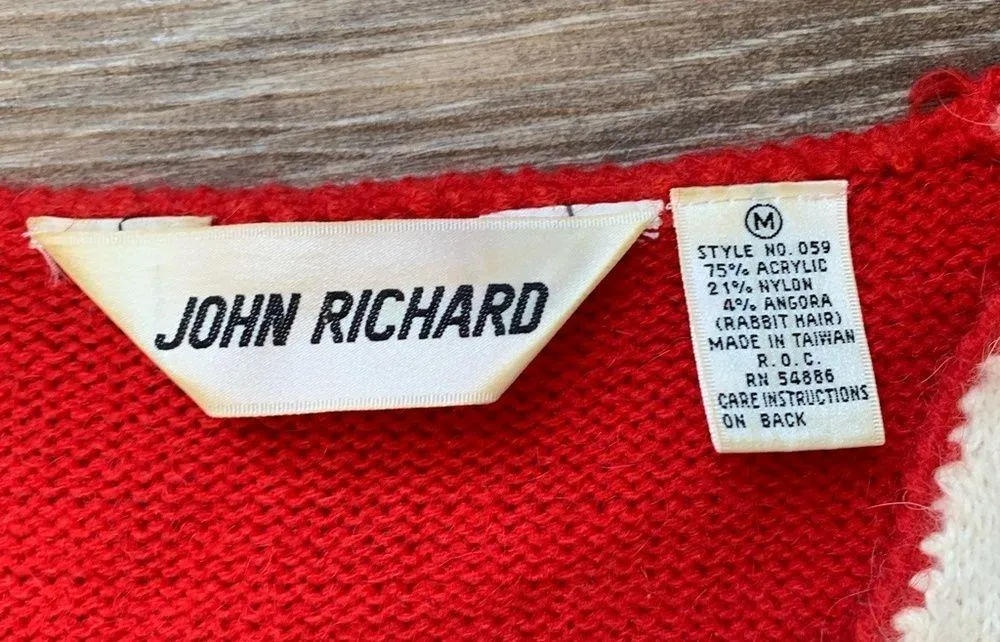 JOHN RICHARD
M
STYLE NO. 059
75% ACRYLIC
21% NYLON
4% ANGORA
(RABBIT HAIR)
MADE IN TAIWAN
R.O.C.
RN 54886
CARE INSTRUCTIONS
ON BACK